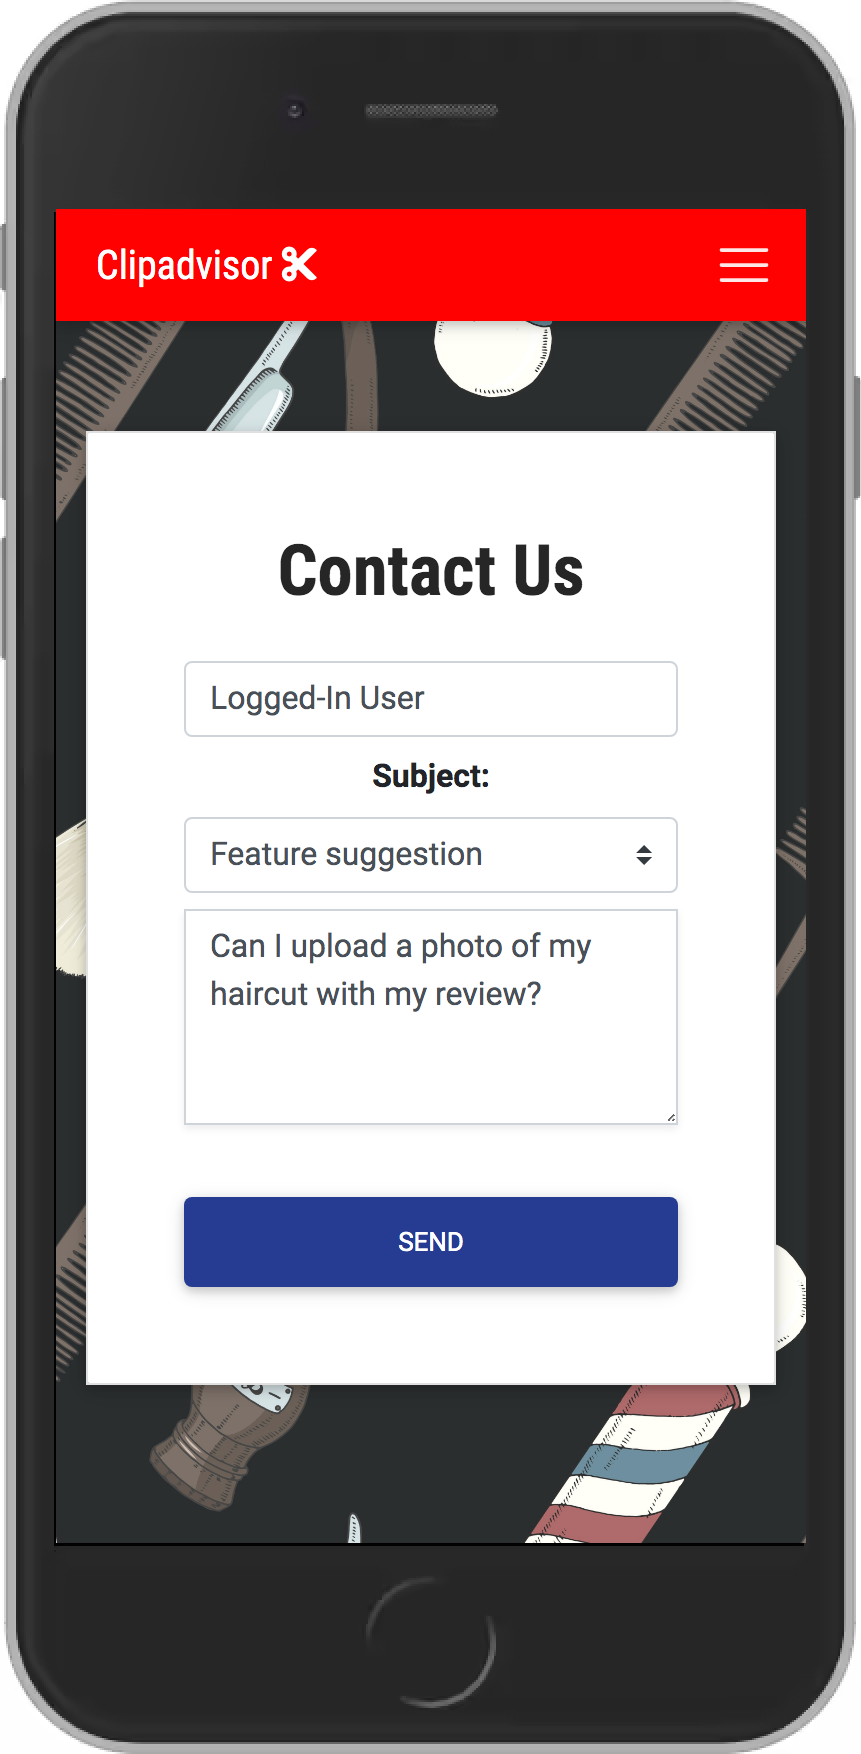 Clipadvisor
Contact Us
Logged-In User
Subject:
Feature suggestion
Can I upload a photo of my
haircut with my review?
SEND